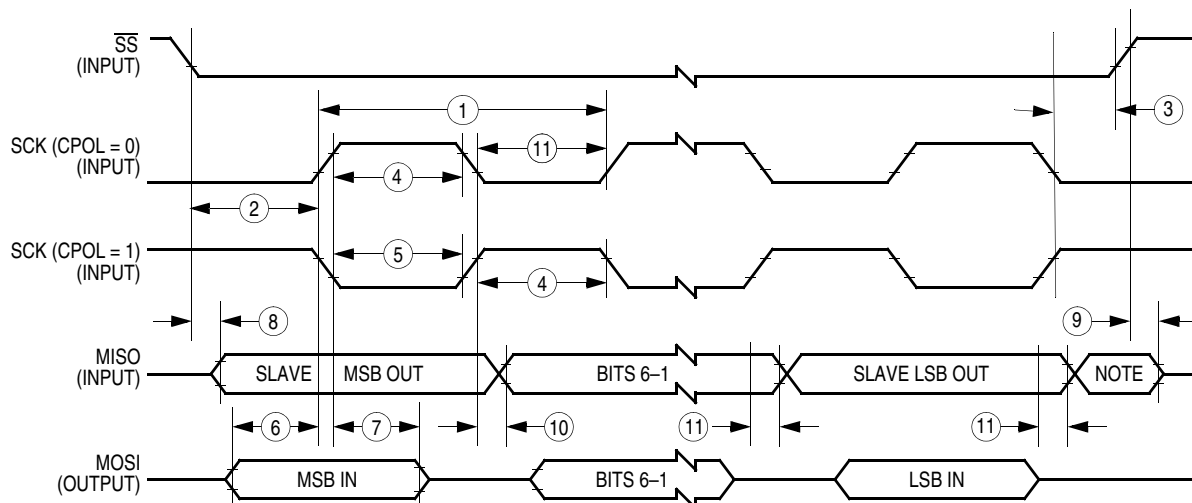 SS
(INPUT)
1
3
SCK (CPOL = 0)
(INPUT)
11
4
2
SCK (CPOL = 1)
(INPUT)
5
4
8
9
MISO
(INPUT)
SLAVE MSB OUT
BITS 6–1
SLAVE LSB OUT
NOTE
6
7
10
11
11
MOSI
(OUTPUT)
MSB IN
BITS 6–1
LSB IN